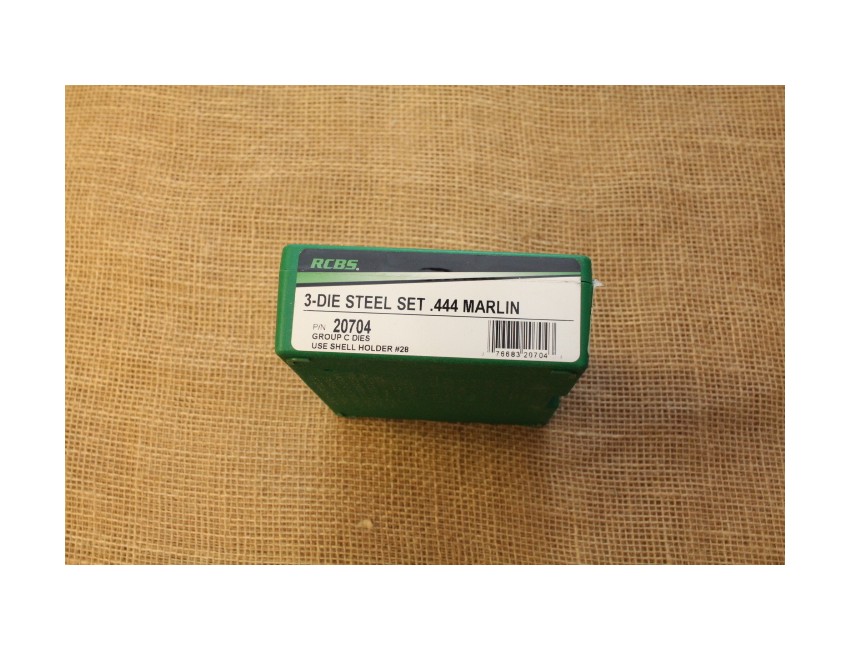 RCBS.
3-DIE STEEL SET .444 MARLIN
P/N 20704
GROUP C DIES
USE SHELL HOLDER #28
76683 20704